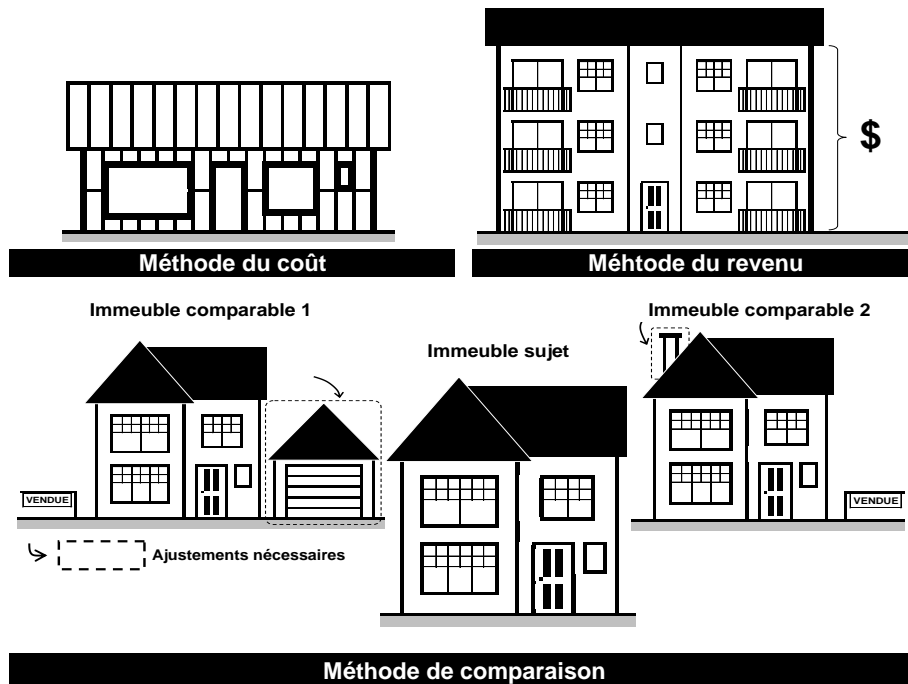 $
Méthode du coût
Méhtode du revenu
Immeuble comparable 1
Immeuble sujet
Immeuble comparable 2
VENDUE
VENDUE
Ajustements nécessaires
Méthode de comparaison